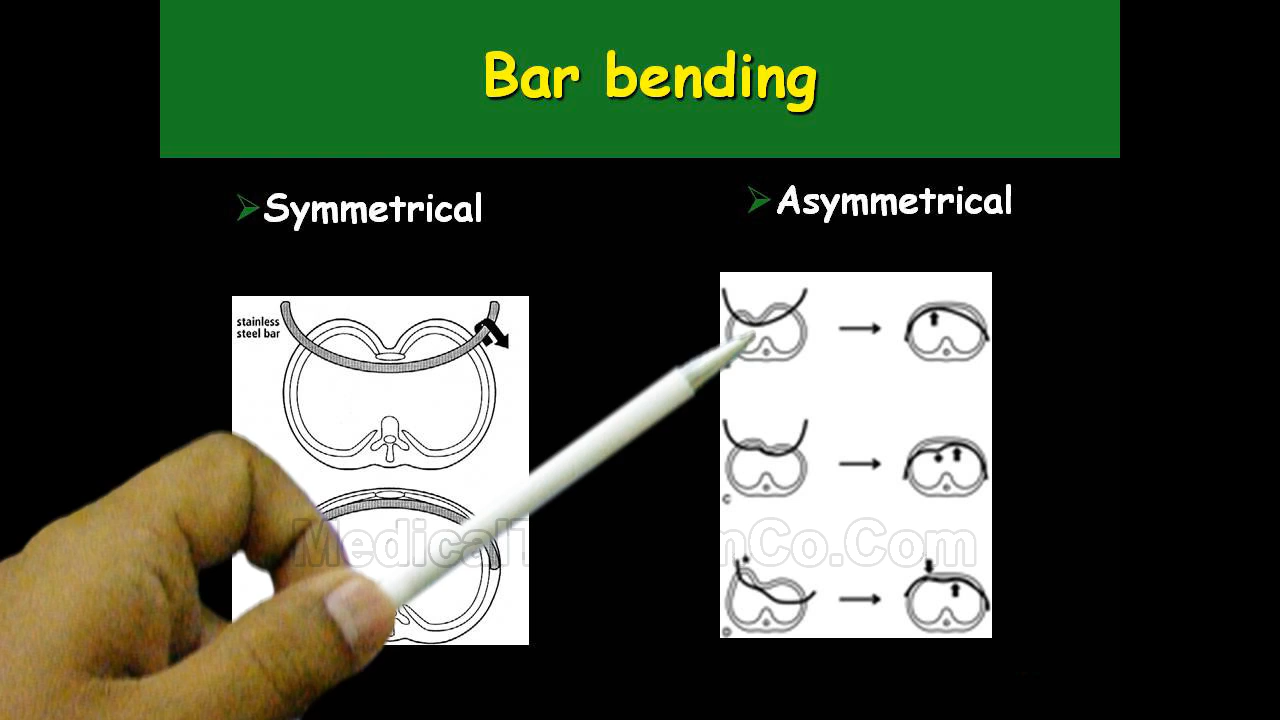 Bar bending
Symmetrical
Asymmetrical
stainless
steel bar
C
D